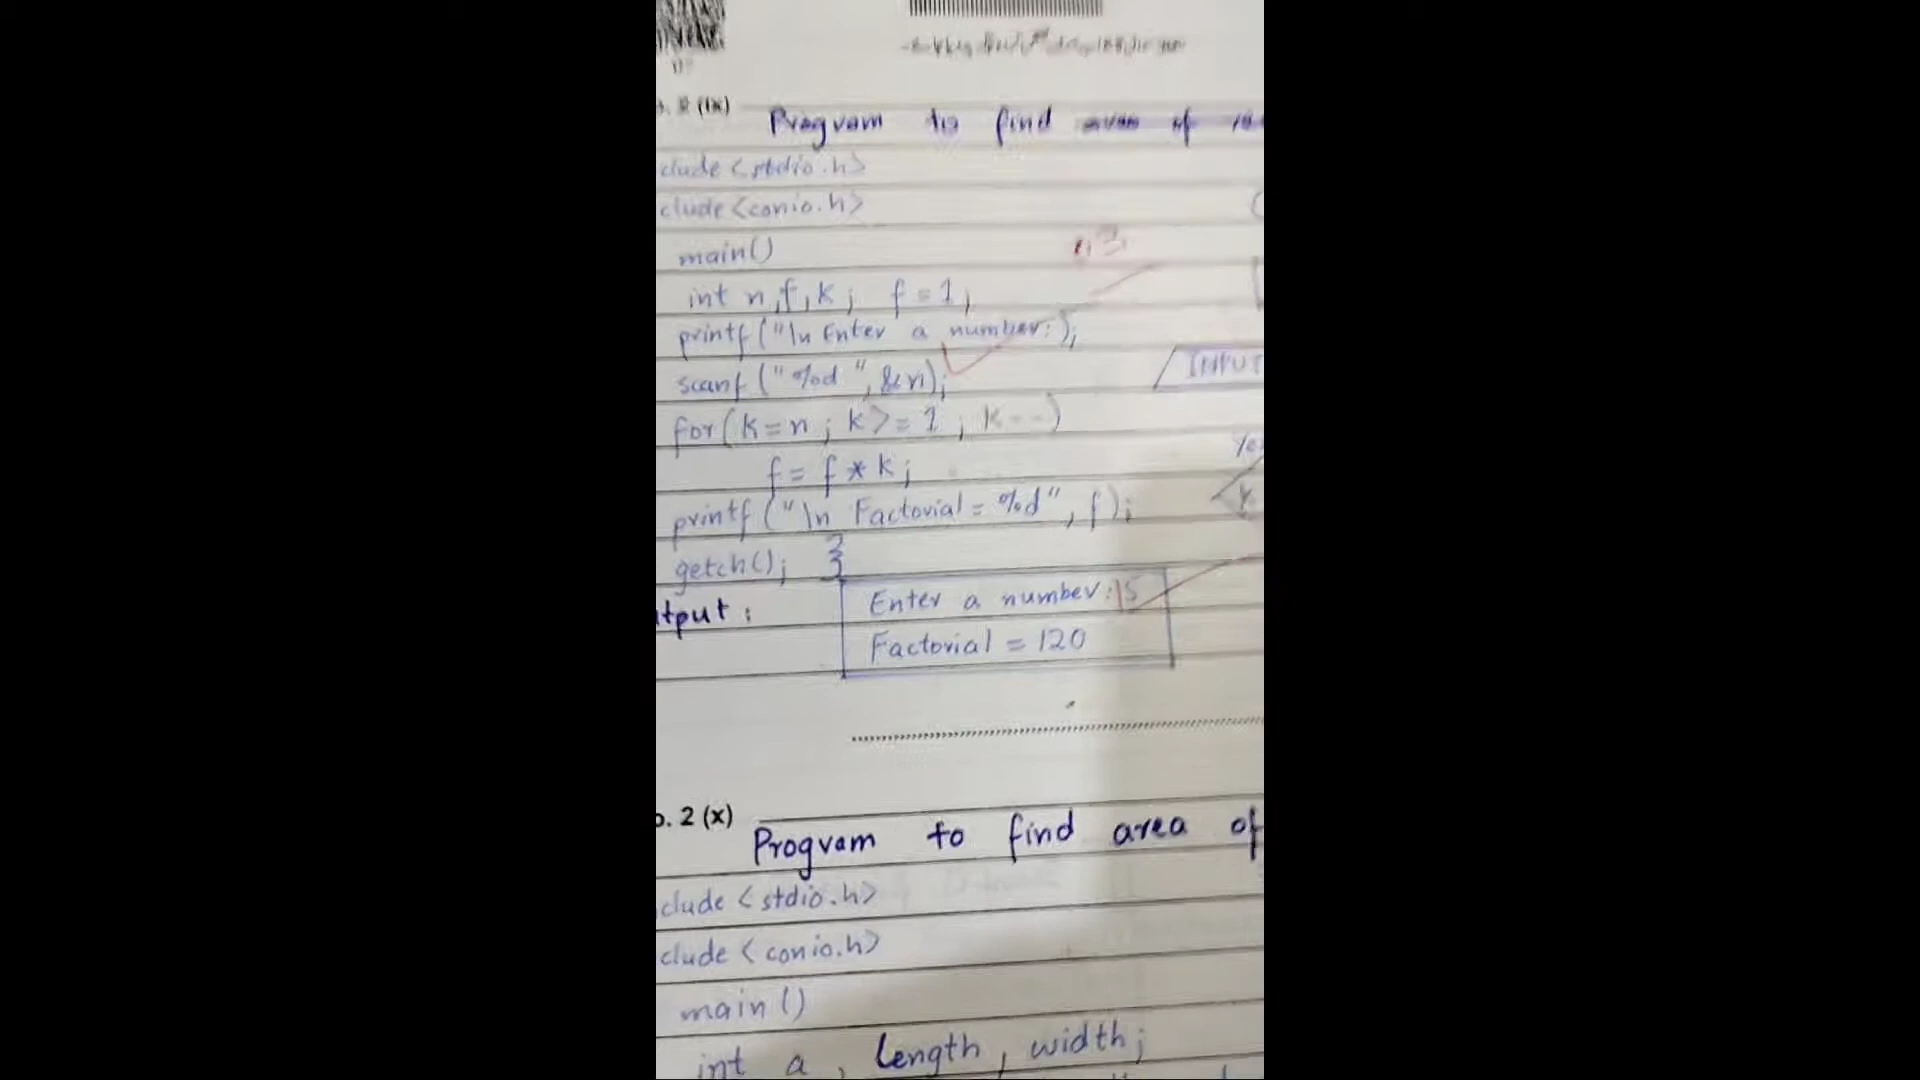 (ix) Program to find
clude <stdio.h>
clude <conio.h>
main()
int n,f,k; f=1;
printf ("\n Enter a number:);
scanf ("%d ", &n);
INPUT
for(k=n; k>=1; k--)
f = f * k;
printf ("\n Factorial = %d", f);
getch(); }
tput:
Enter a number: 5
Factorial = 120
. 2 (x) Program to find area of
clude <stdio.h>
clude <conio.h>
main()
int a, length, width;